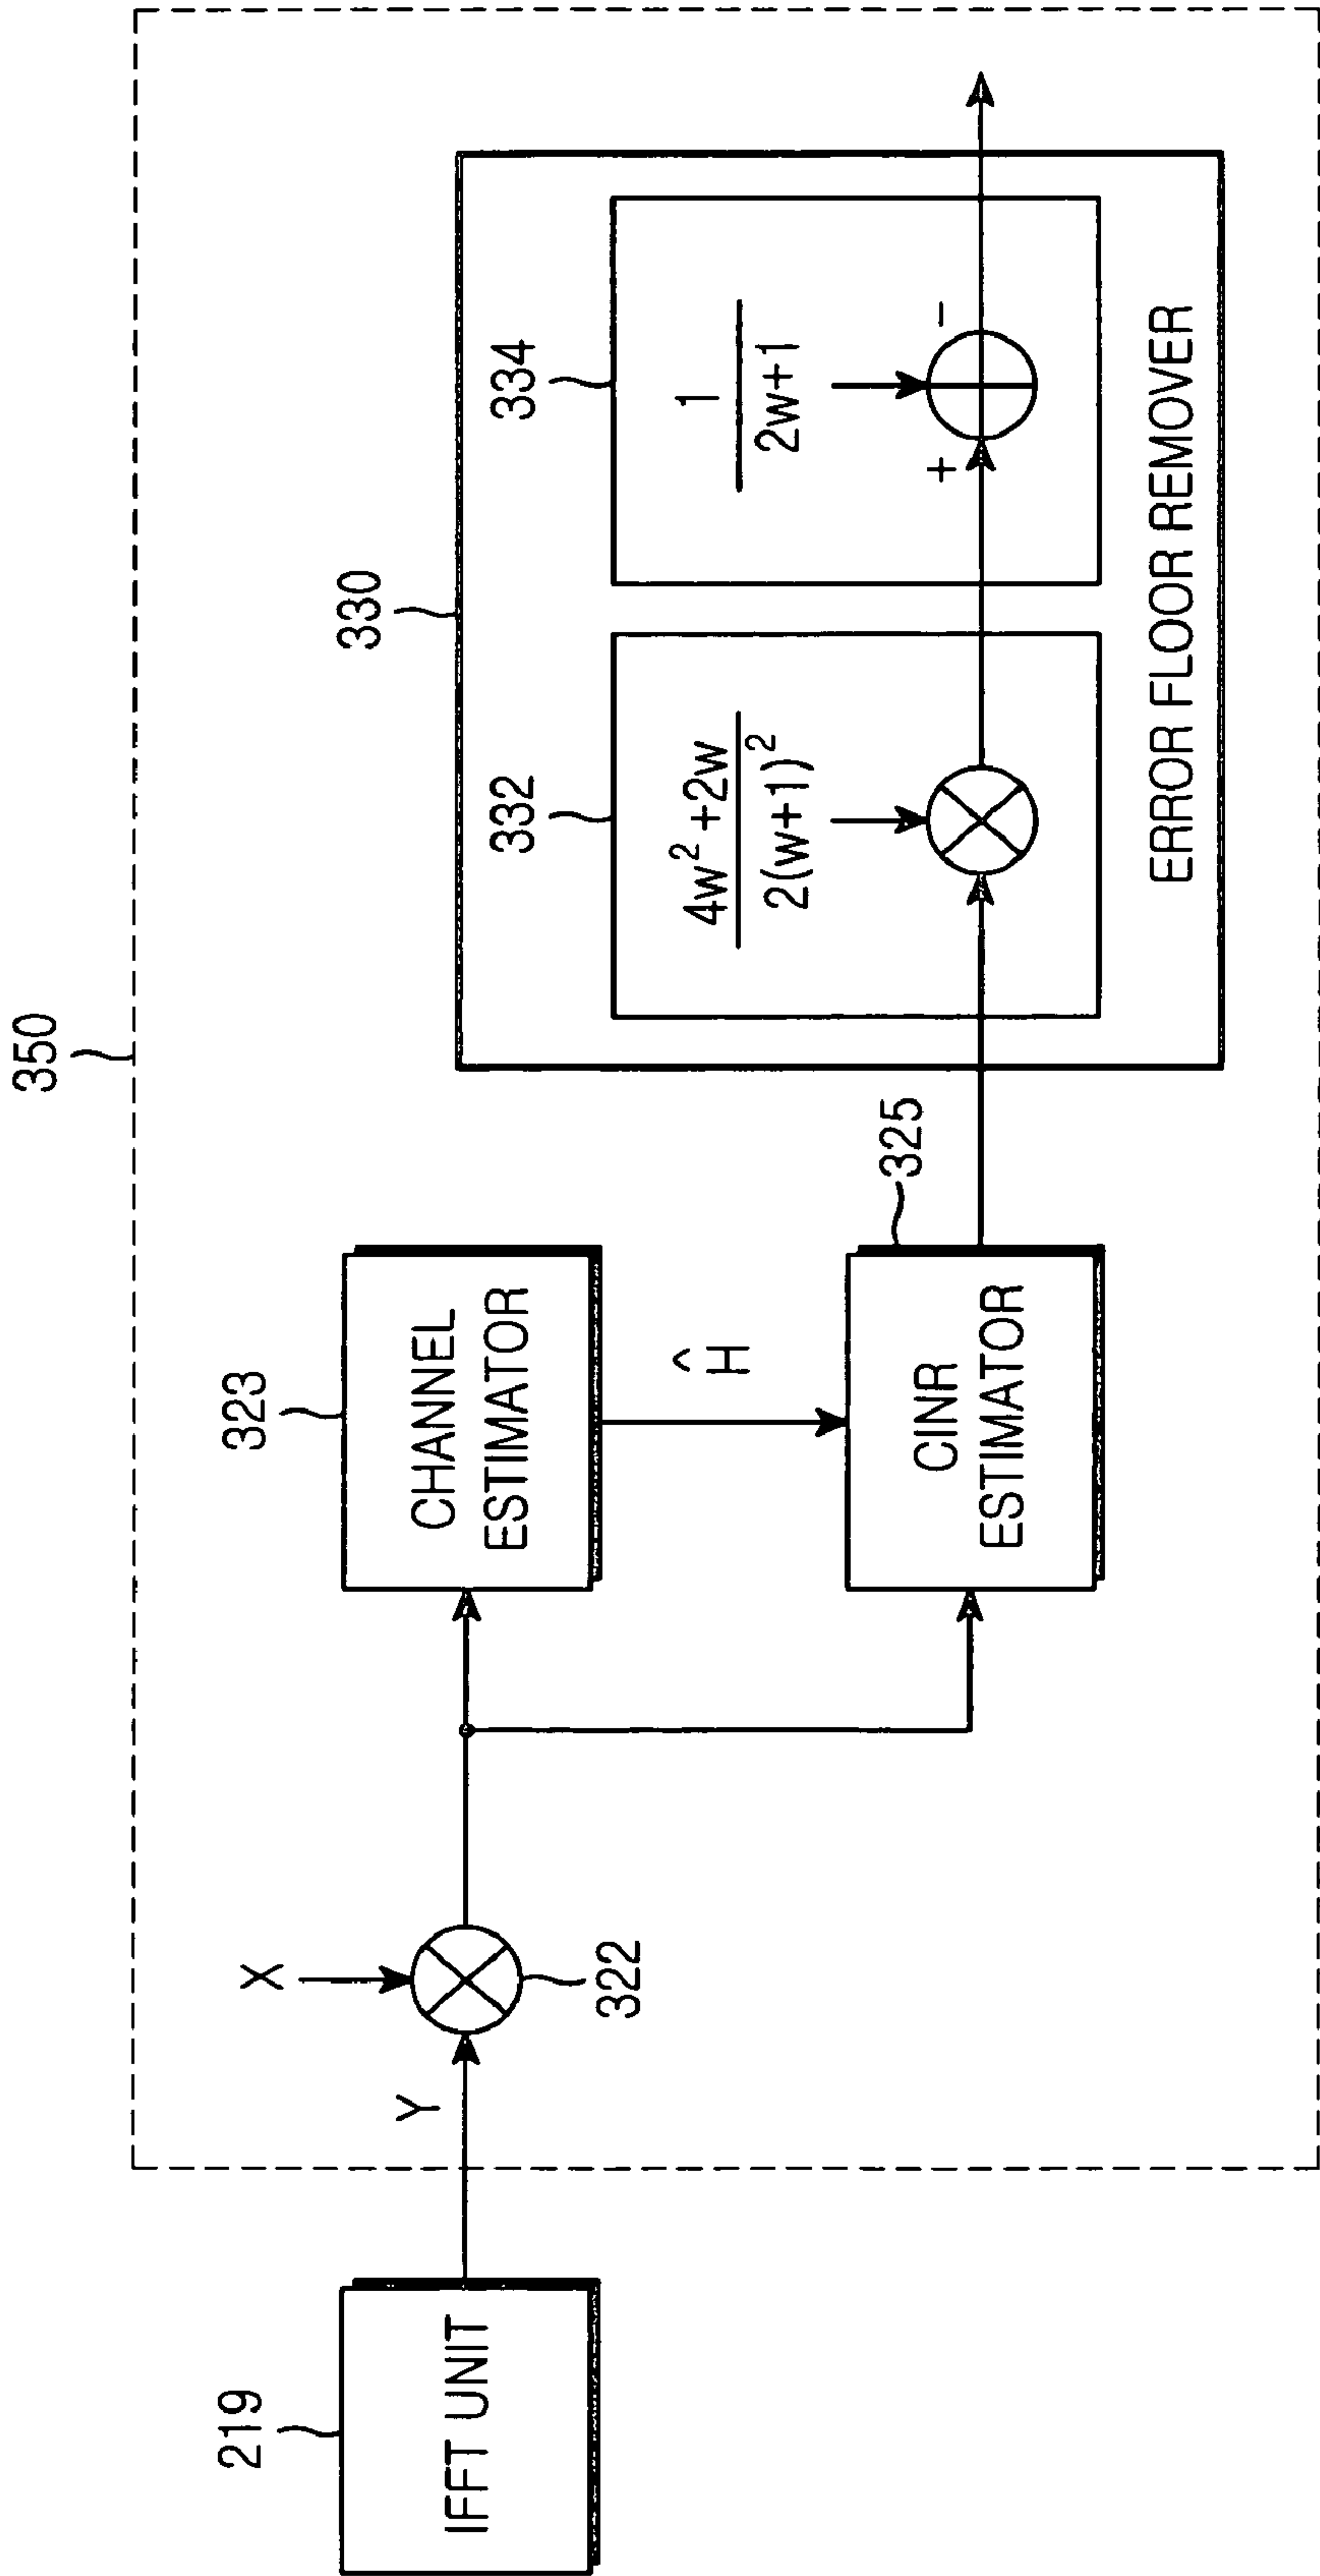 350
219
IFFT UNIT
Y
X
322
323
CHANNEL
ESTIMATOR
Ĥ
325
CINR
ESTIMATOR
330
332
4w²+2w
2(w+1)²
334
1
2w+1
+
-
ERROR FLOOR REMOVER